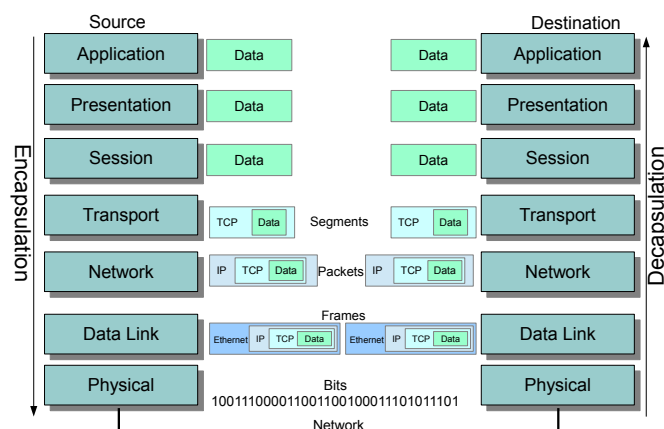 Source
Destination
Application
Data
Data
Application
Presentation
Data
Data
Presentation
Session
Data
Data
Session
Encapsulation
Decapsulation
Transport
TCP
Data
Segments
TCP
Data
Transport
Network
IP
TCP
Data
Packets
IP
TCP
Data
Network
Frames
Data Link
Ethernet
IP
TCP
Data
Ethernet
IP
TCP
Data
Data Link
Physical
Bits
Physical
100111000011001100100011101011101
Network